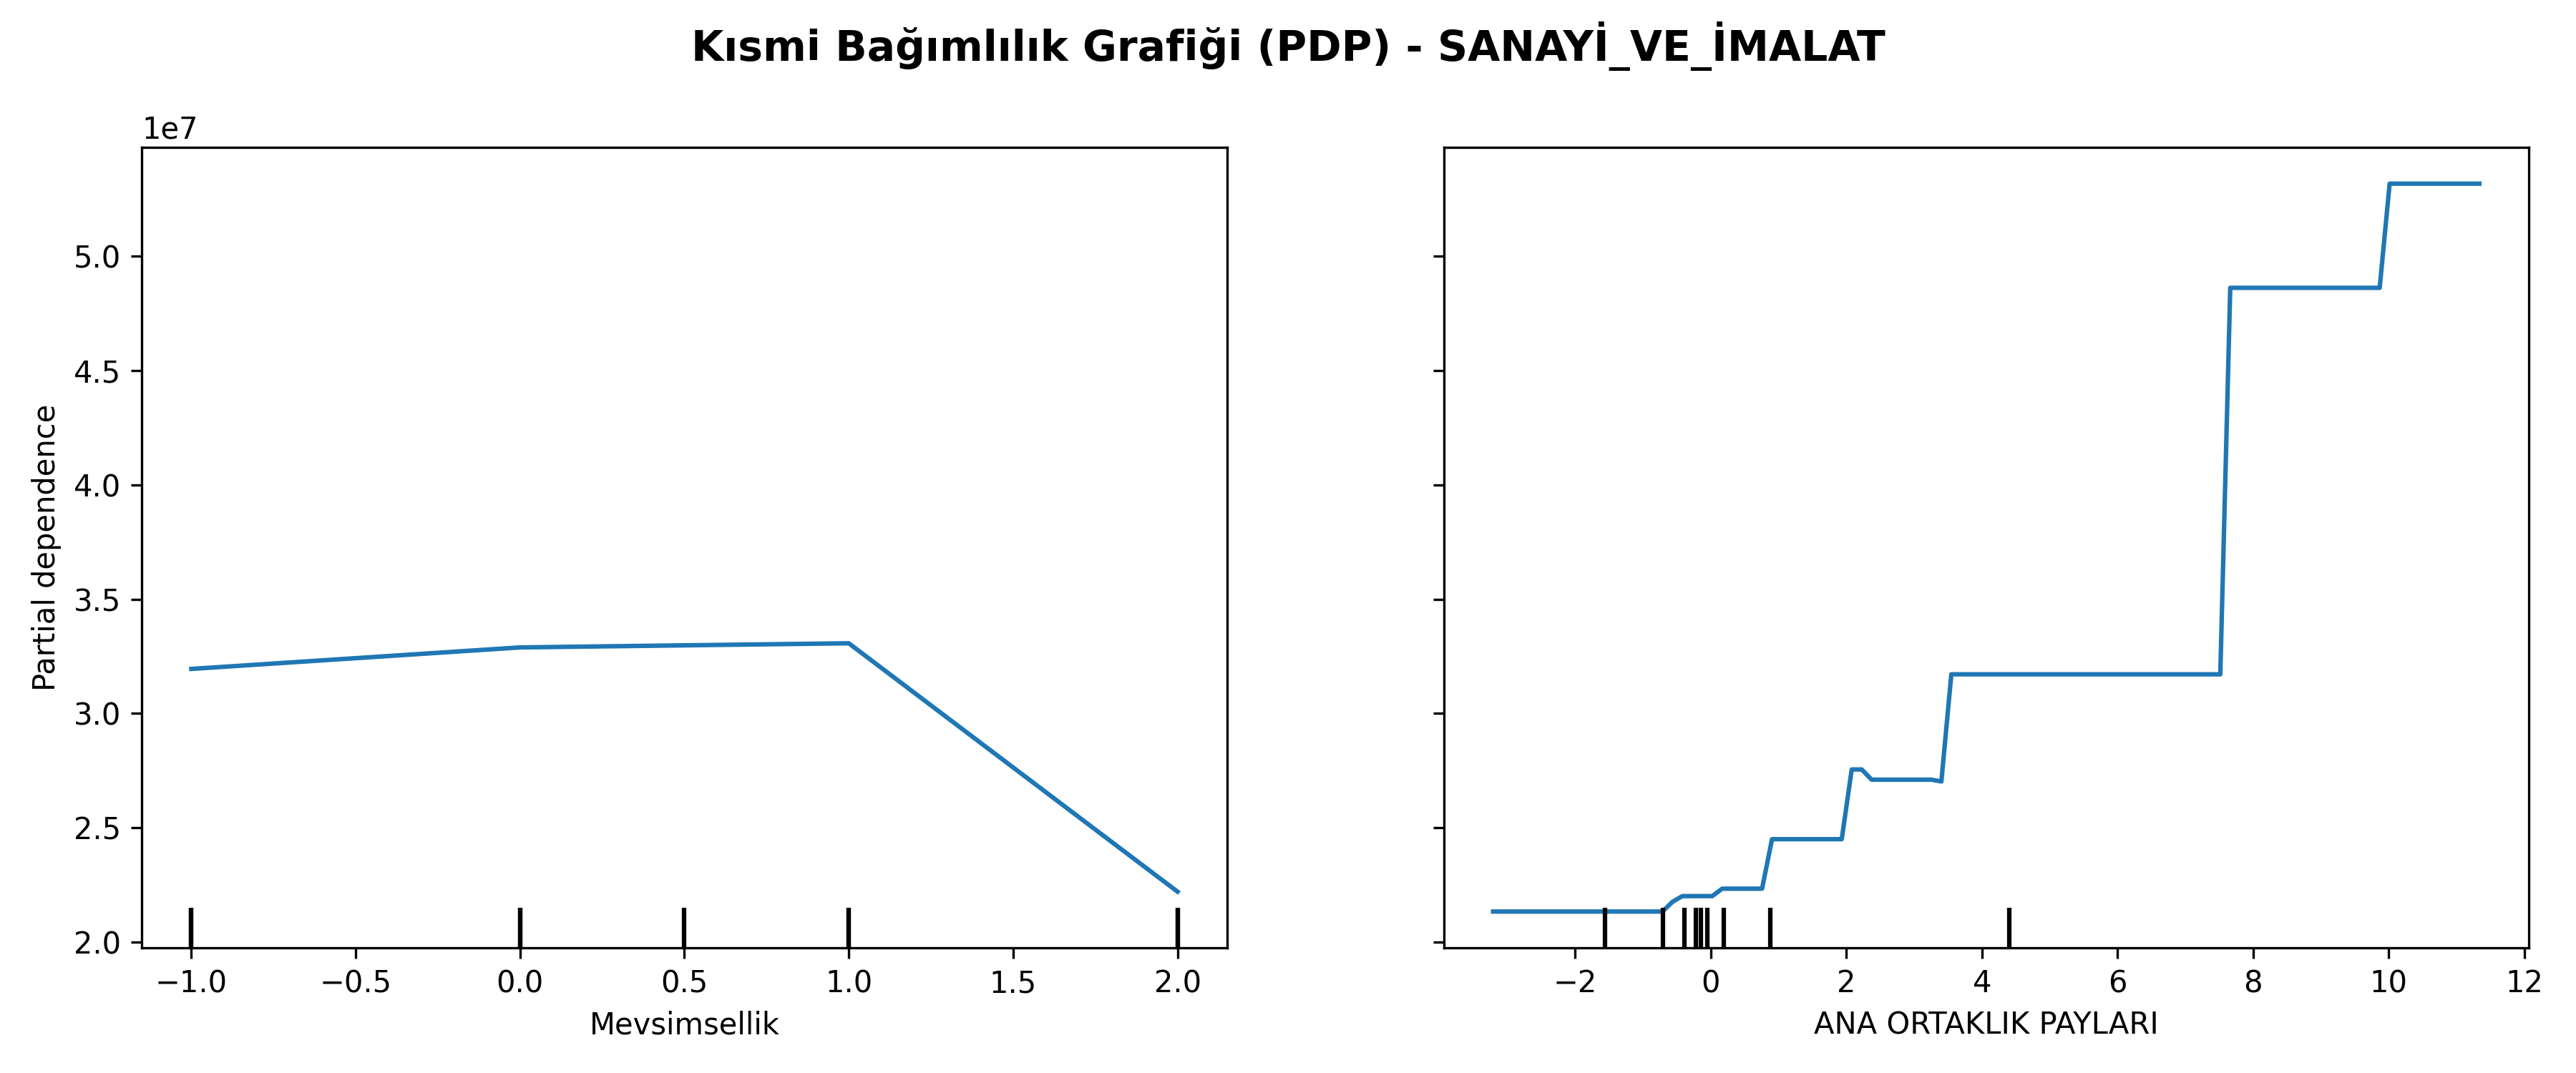 Kısmi Bağımlılık Grafiği (PDP) - SANAYİ_VE_İMALAT
1e7
5.0
4.5
4.0
3.5
3.0
2.5
2.0
Partial dependence
−1.0 −0.5 0.0 0.5 1.0 1.5 2.0
Mevsimsellik
−2 0 2 4 6 8 10 12
ANA ORTAKLIK PAYLARI